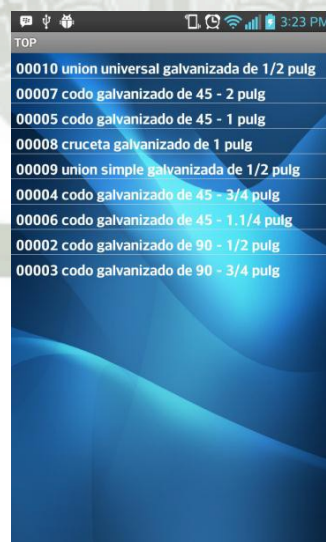 3:23 PM
TOP
00010 union universal galvanizada de 1/2 pulg
00007 codo galvanizado de 45 - 2 pulg
00005 codo galvanizado de 45 - 1 pulg
00008 cruceta galvanizado de 1 pulg
00009 union simple galvanizada de 1/2 pulg
00004 codo galvanizado de 45 - 3/4 pulg
00006 codo galvanizado de 45 - 1.1/4 pulg
00002 codo galvanizado de 90 - 1/2 pulg
00003 codo galvanizado de 90 - 3/4 pulg